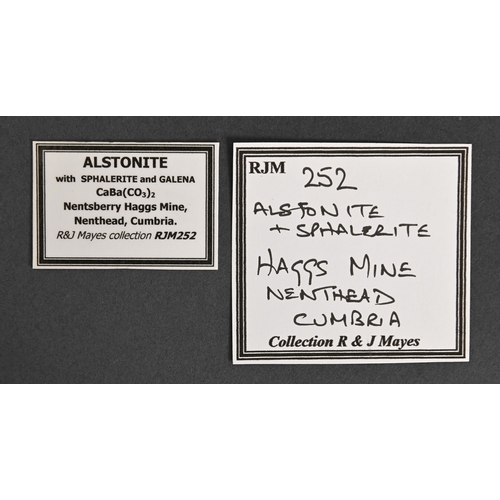 ALSTONITE
with SPHALERITE and GALENA
CaBa(CO₃)₂
Nentsberry Haggs Mine,
Nenthead, Cumbria.
R&J Mayes collection RJM252
RJM 252
ALSTONITE
+ SPHALERITE
HAGGS MINE
NENTHEAD
CUMBRIA
Collection R & J Mayes